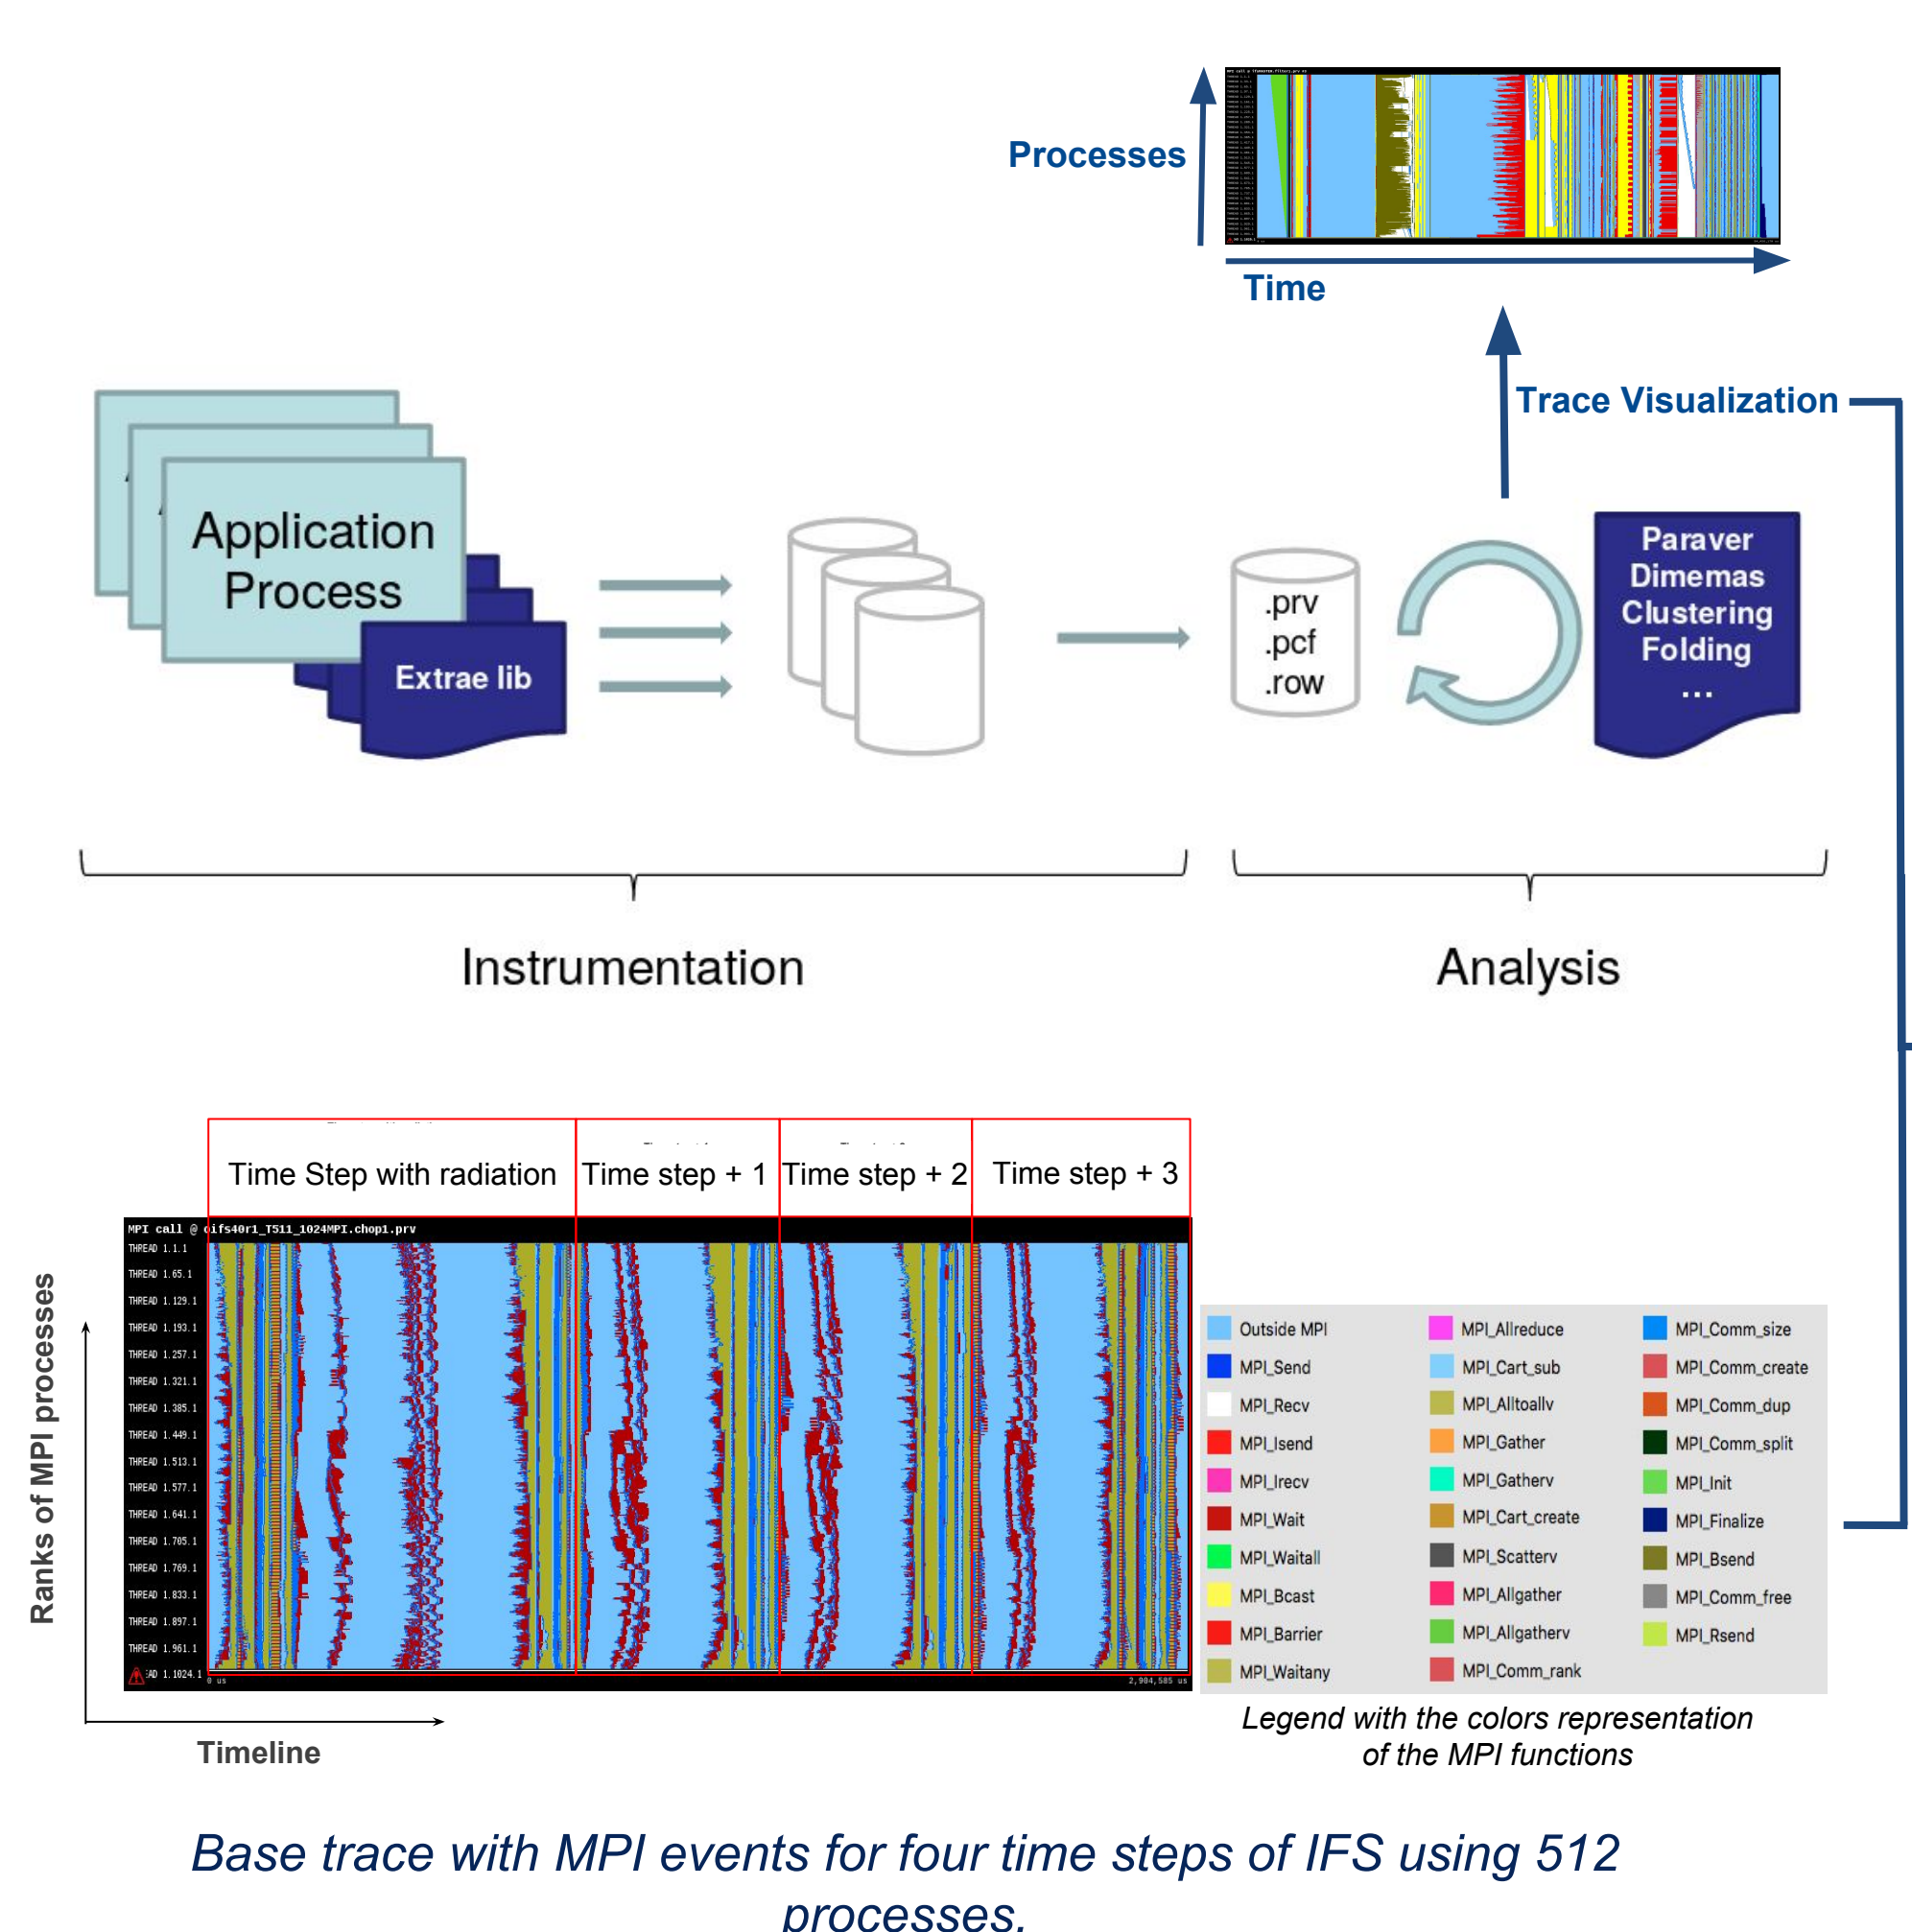 Processes
Time
Trace Visualization
Application
Process
Extrae lib
.prv
.pcf
.row
Paraver
Dimemas
Clustering
Folding
...
Instrumentation
Analysis
Time Step with radiation
Time step + 1
Time step + 2
Time step + 3
MPI call @ oifs40r1_T511_1024MPI.chop1.prv
THREAD 1.1.1
THREAD 1.65.1
THREAD 1.129.1
THREAD 1.193.1
THREAD 1.257.1
THREAD 1.321.1
THREAD 1.385.1
THREAD 1.449.1
THREAD 1.513.1
THREAD 1.577.1
THREAD 1.641.1
THREAD 1.705.1
THREAD 1.769.1
THREAD 1.833.1
THREAD 1.897.1
THREAD 1.961.1
AD 1.1024.1
0 us
2,904,585 us
Ranks of MPI processes
Timeline
Outside MPI
MPI_Send
MPI_Recv
MPI_Isend
MPI_Irecv
MPI_Wait
MPI_Waitall
MPI_Bcast
MPI_Barrier
MPI_Waitany
MPI_Allreduce
MPI_Cart_sub
MPI_Alltoallv
MPI_Gather
MPI_Gatherv
MPI_Cart_create
MPI_Scatterv
MPI_Allgather
MPI_Allgatherv
MPI_Comm_rank
MPI_Comm_size
MPI_Comm_create
MPI_Comm_dup
MPI_Comm_split
MPI_Init
MPI_Finalize
MPI_Bsend
MPI_Comm_free
MPI_Rsend
Legend with the colors representation
of the MPI functions
Base trace with MPI events for four time steps of IFS using 512
processes.